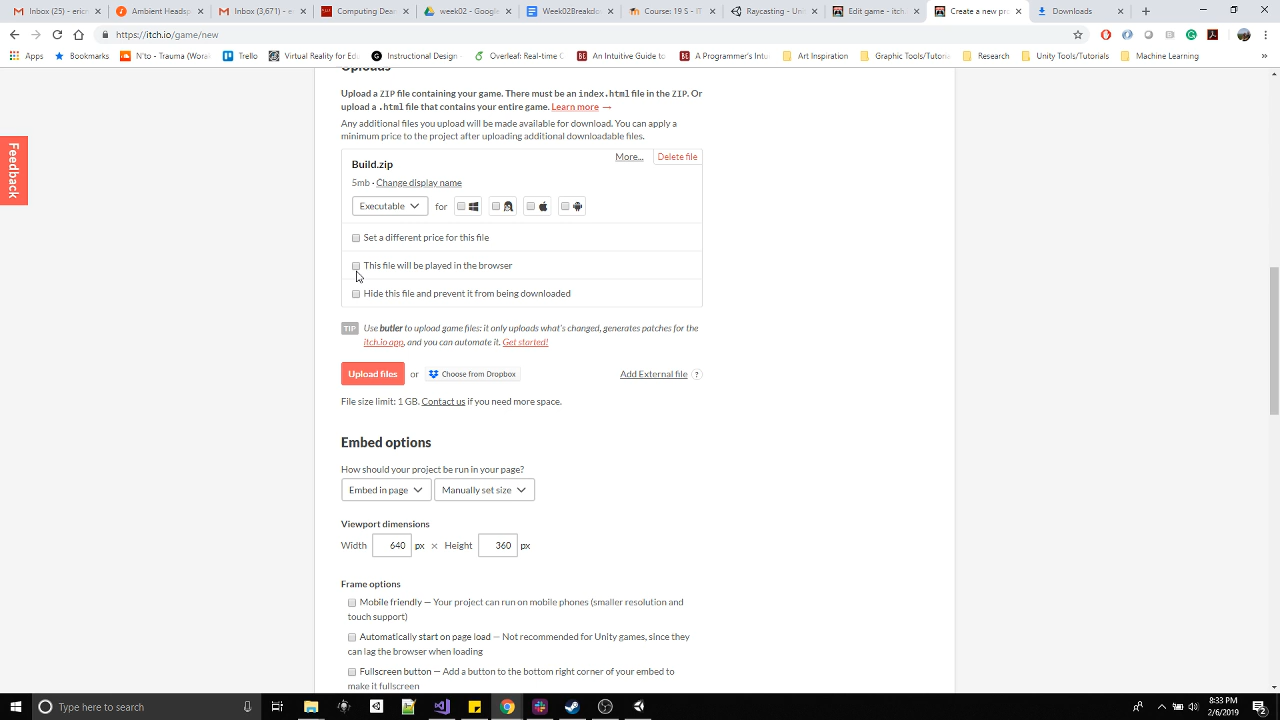 Inbox (25) - ericc
Ambient Headsp
Inbox (3,671) - e
Computing Dean
week02 - Google
Week02Breakdo
Course: 19 S - IT
Raycasting - Uni
Edit game - itch.
Create a new pro
Downloads
https://itch.io/game/new
Apps
Bookmarks
N'to - Trauma (Wor
Trello
Virtual Reality for Edu
Instructional Design
Overleaf: Real-time C
An Intuitive Guide to
A Programmer's Intu
Art Inspiration
Graphic Tools/Tutoria
Research
Unity Tools/Tutorials
Machine Learning
»
Uploads
Upload a ZIP file containing your game. There must be an index.html file in the ZIP. Or
upload a .html file that contains your entire game. Learn more →
Any additional files you upload will be made available for download. You can apply a
minimum price to the project after uploading additional downloadable files.
Feedback
Build.zip
More...
Delete file
5mb · Change display name
Executable
for
Set a different price for this file
This file will be played in the browser
Hide this file and prevent it from being downloaded
TIP Use butler to upload game files: it only uploads what's changed, generates patches for the
itch.io app, and you can automate it. Get started!
Upload files or Choose from Dropbox
Add External file ?
File size limit: 1 GB. Contact us if you need more space.
Embed options
How should your project be run in your page?
Embed in page
Manually set size
Viewport dimensions
Width 640 px × Height 360 px
Frame options
Mobile friendly — Your project can run on mobile phones (smaller resolution and
touch support)
Automatically start on page load — Not recommended for Unity games, since they
can lag the browser when loading
Fullscreen button — Add a button to the bottom right corner of your embed to
make it fullscreen
Type here to search
8:33 PM
2/6/2019